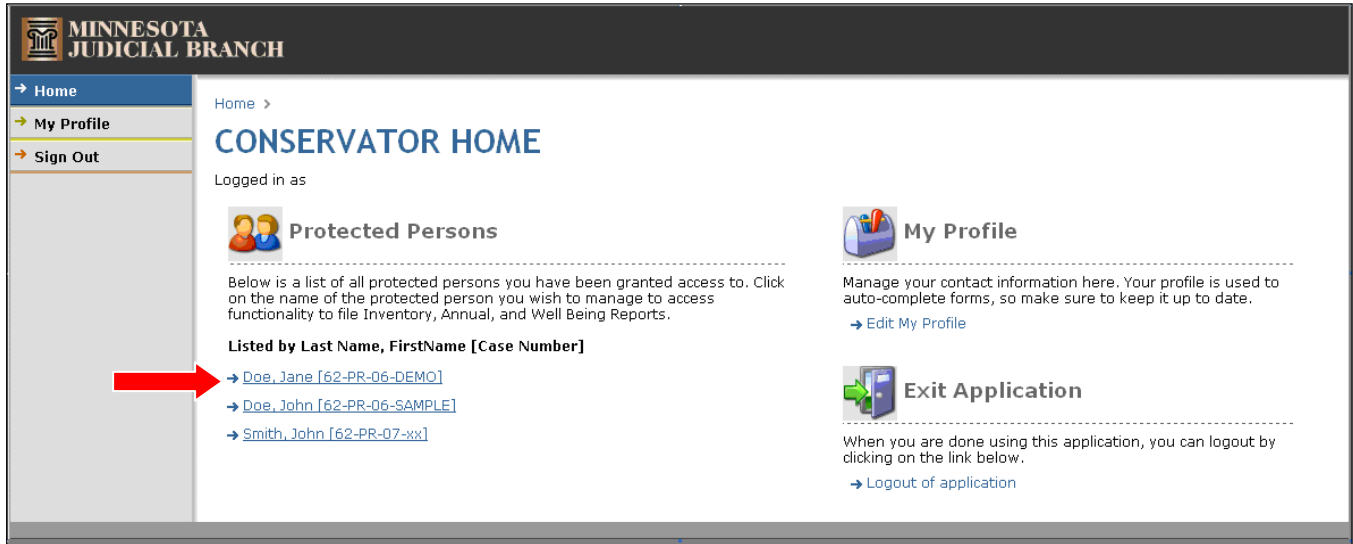 MINNESOTA
JUDICIAL BRANCH
Home
My Profile
Sign Out
Home >
CONSERVATOR HOME
Logged in as
Protected Persons
Below is a list of all protected persons you have been granted access to. Click
on the name of the protected person you wish to manage to access
functionality to file Inventory, Annual, and Well Being Reports.
Listed by Last Name, FirstName [Case Number]
Doe, Jane [62-PR-06-DEMO]
Doe, John [62-PR-06-SAMPLE]
Smith, John [62-PR-07-xx]
My Profile
Manage your contact information here. Your profile is used to
auto-complete forms, so make sure to keep it up to date.
Edit My Profile
Exit Application
When you are done using this application, you can logout by
clicking on the link below.
Logout of application